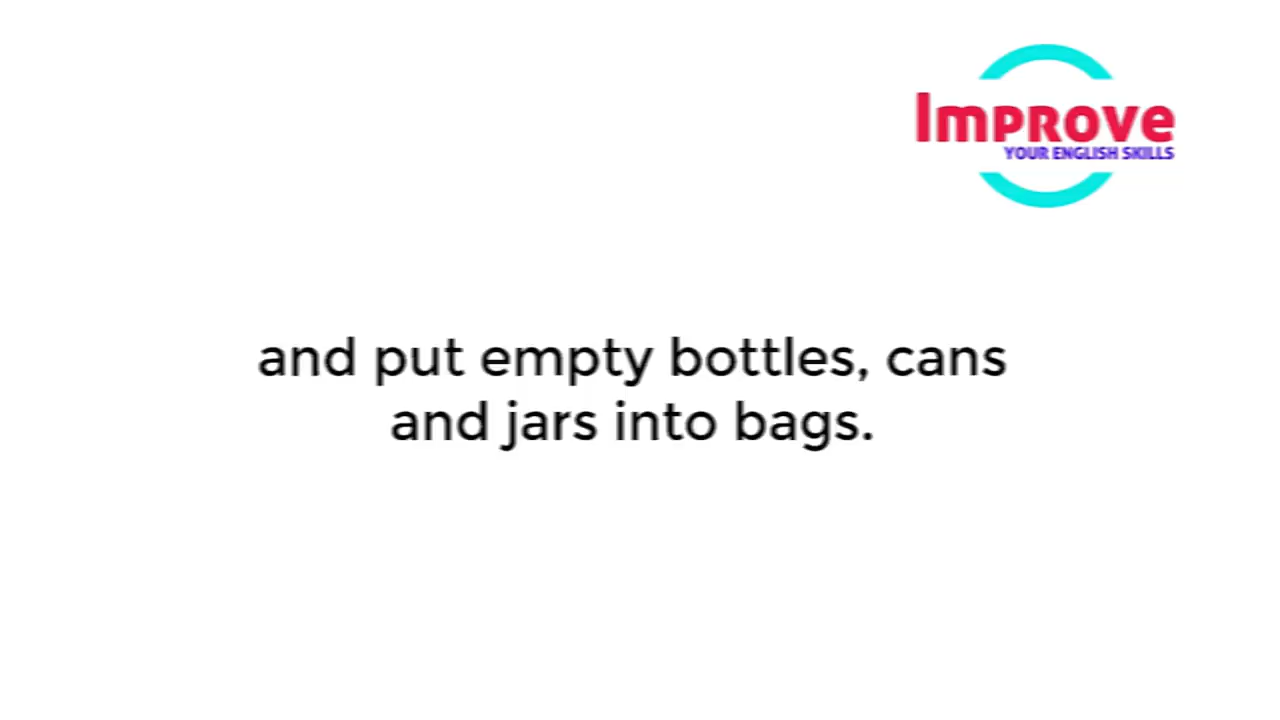 Improve
YOUR ENGLISH SKILLS
and put empty bottles, cans
and jars into bags.